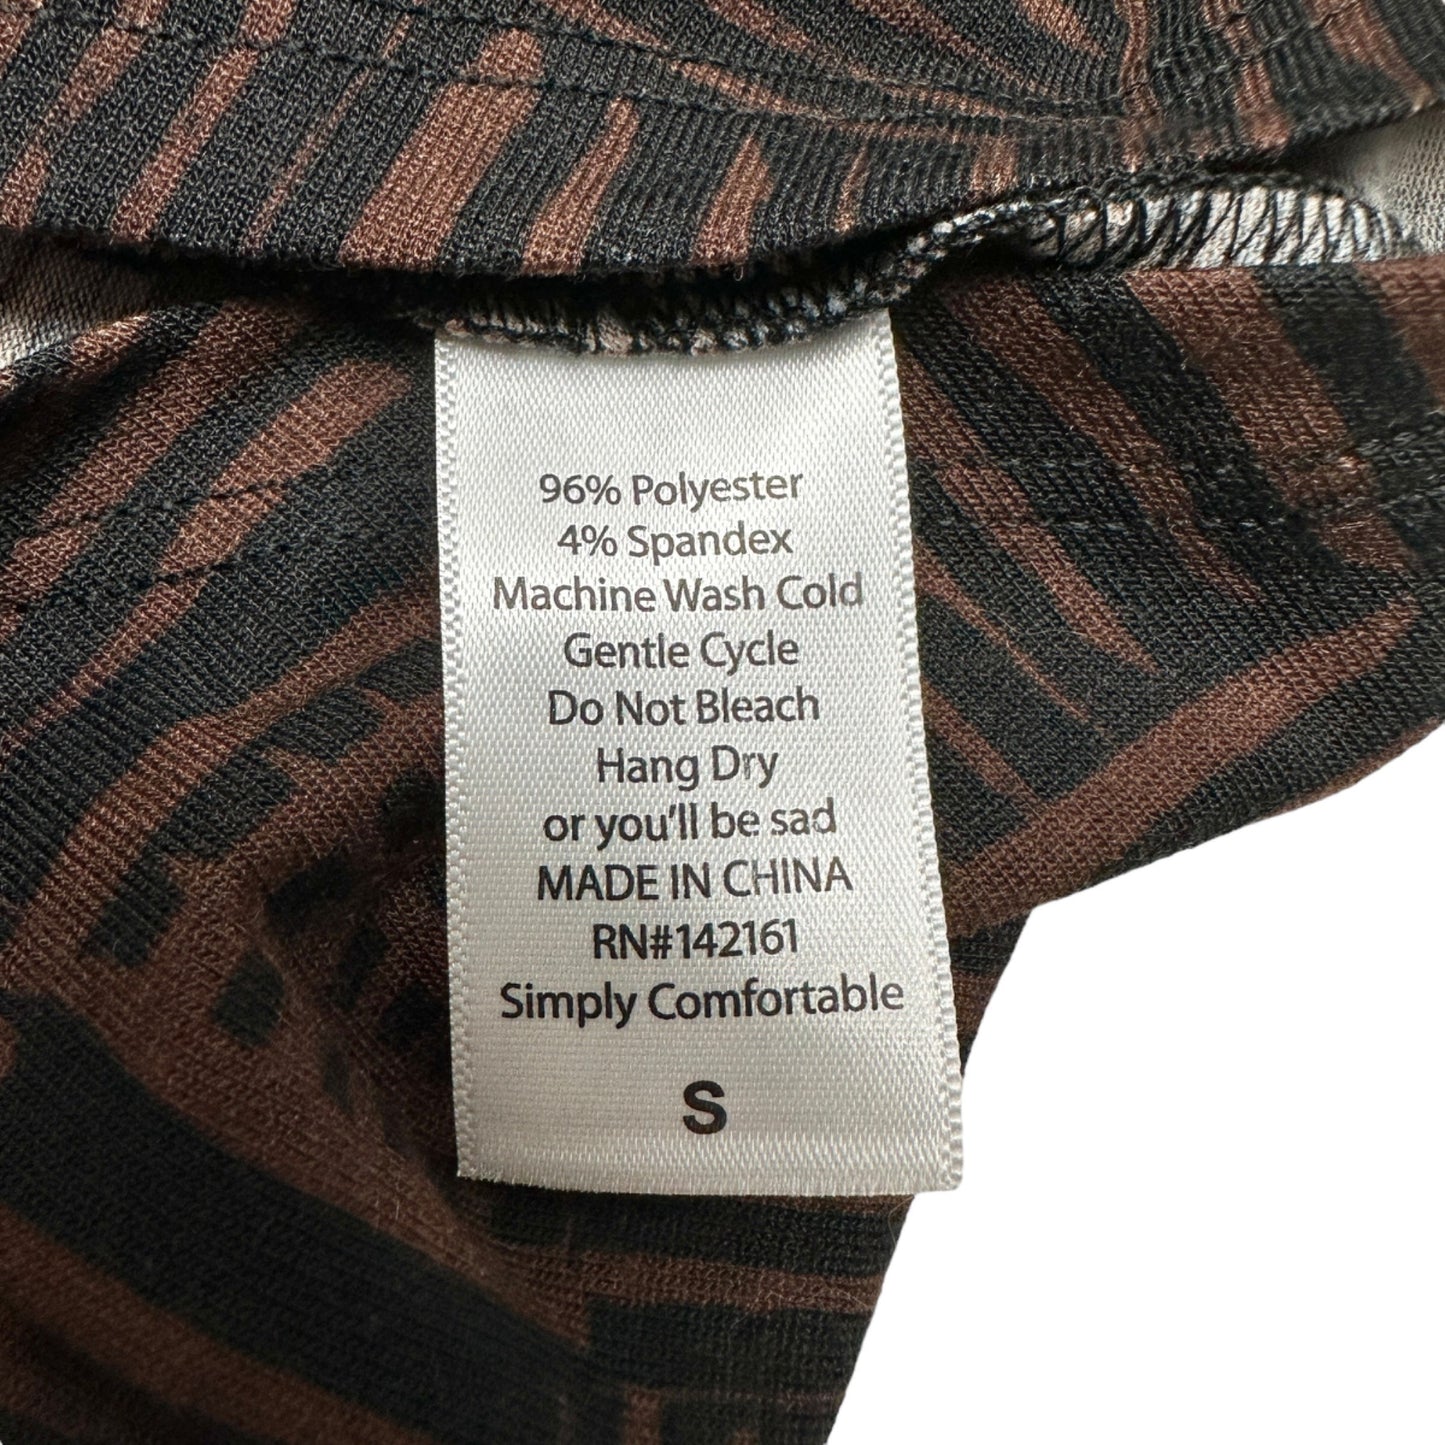 96% Polyester
4% Spandex
Machine Wash Cold
Gentle Cycle
Do Not Bleach
Hang Dry
or you'll be sad
MADE IN CHINA
RN#142161
Simply Comfortable
S